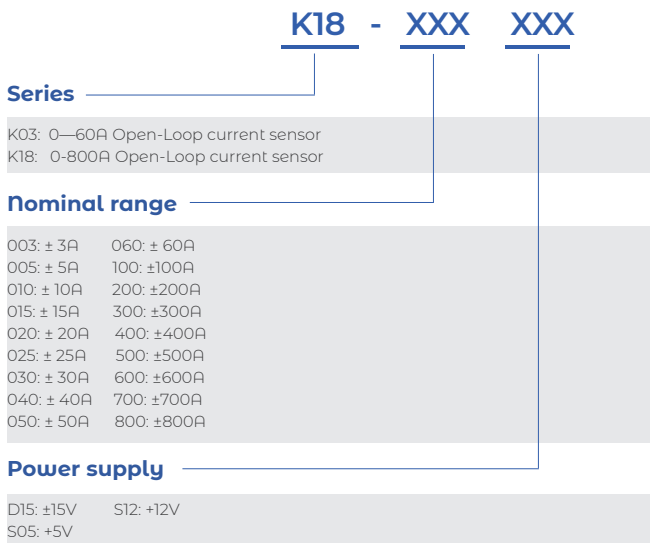 K18 - XXX XXX
Series
K03: 0—60A Open-Loop current sensor
K18: 0-800A Open-Loop current sensor
Nominal range
003: ± 3A 060: ± 60A
005: ± 5A 100: ±100A
010: ± 10A 200: ±200A
015: ± 15A 300: ±300A
020: ± 20A 400: ±400A
025: ± 25A 500: ±500A
030: ± 30A 600: ±600A
040: ± 40A 700: ±700A
050: ± 50A 800: ±800A
Power supply
D15: ±15V S12: +12V
S05: +5V